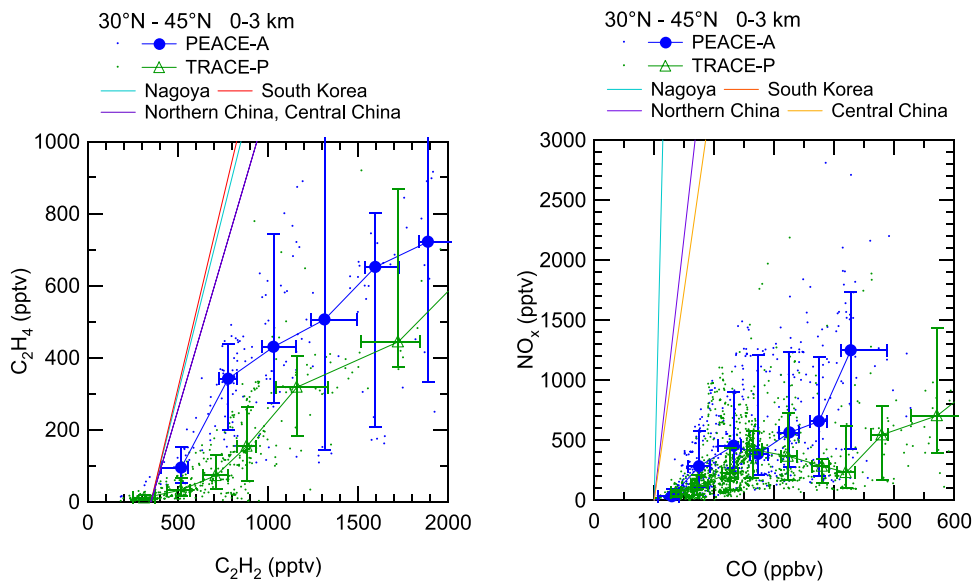 30°N - 45°N 0-3 km
PEACE-A
TRACE-P
Nagoya South Korea
Northern China, Central China
1000
800
600
400
200
0
C2H4 (pptv)
0 500 1000 1500 2000
C2H2 (pptv)
30°N - 45°N 0-3 km
PEACE-A
TRACE-P
Nagoya South Korea
Northern China Central China
3000
2500
2000
1500
1000
500
0
NOx (pptv)
0 100 200 300 400 500 600
CO (ppbv)